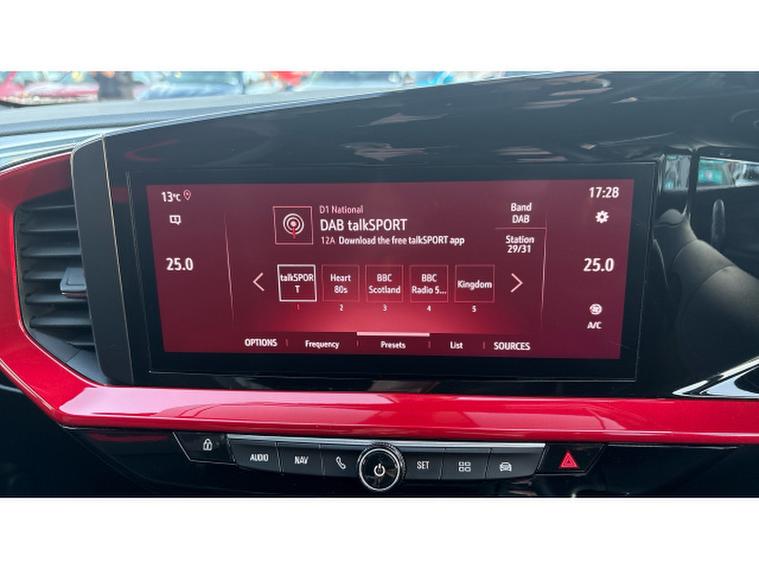 13°C
17:28
D1 National
DAB talkSPORT
12A Download the free talkSPORT app
Band
DAB
Station
29/31
25.0
25.0
talkSPOR
T
Heart
80s
BBC
Scotland
BBC
Radio 5...
Kingdom
1 2 3 4 5
A/C
OPTIONS Frequency Presets List SOURCES
AUDIO NAV SET